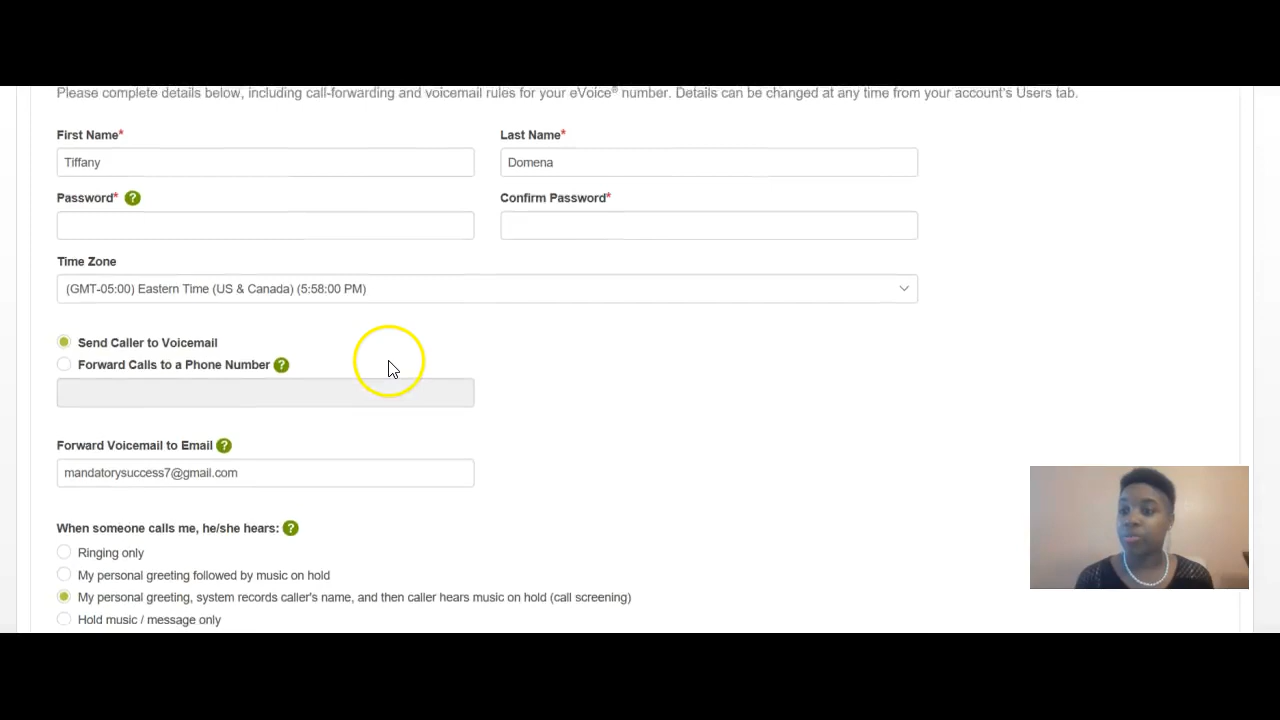 Please complete details below, including call-forwarding and voicemail rules for your eVoice® number. Details can be changed at any time from your account's Users tab.
First Name*
Last Name*
Tiffany
Domena
Password* ?
Confirm Password*
Time Zone
(GMT-05:00) Eastern Time (US & Canada) (5:58:00 PM)
Send Caller to Voicemail
Forward Calls to a Phone Number ?
Forward Voicemail to Email ?
mandatorysuccess7@gmail.com
When someone calls me, he/she hears: ?
Ringing only
My personal greeting followed by music on hold
My personal greeting, system records caller's name, and then caller hears music on hold (call screening)
Hold music / message only